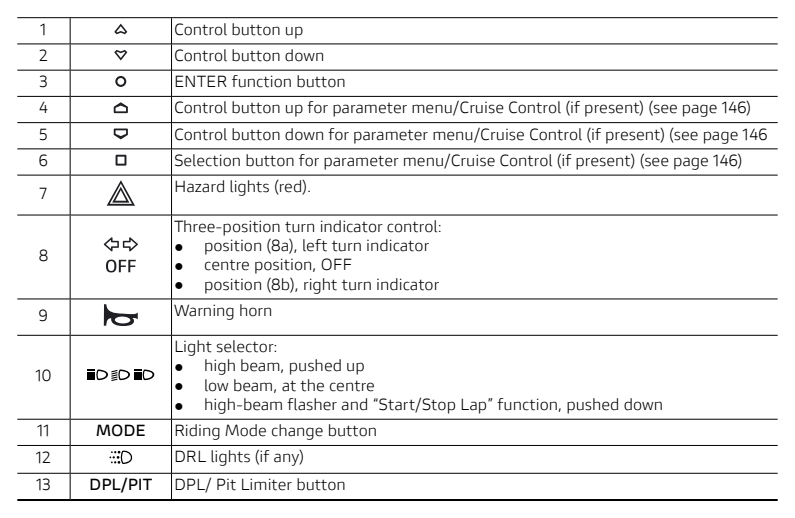 1 Control button up
2 Control button down
3 ENTER function button
4 Control button up for parameter menu/Cruise Control (if present) (see page 146)
5 Control button down for parameter menu/Cruise Control (if present) (see page 146
6 Selection button for parameter menu/Cruise Control (if present) (see page 146)
7 Hazard lights (red).
8 OFF Three-position turn indicator control:
● position (8a), left turn indicator
● centre position, OFF
● position (8b), right turn indicator
9 Warning horn
10 Light selector:
● high beam, pushed up
● low beam, at the centre
● high-beam flasher and “Start/Stop Lap” function, pushed down
11 MODE Riding Mode change button
12 DRL lights (if any)
13 DPL/PIT DPL/ Pit Limiter button